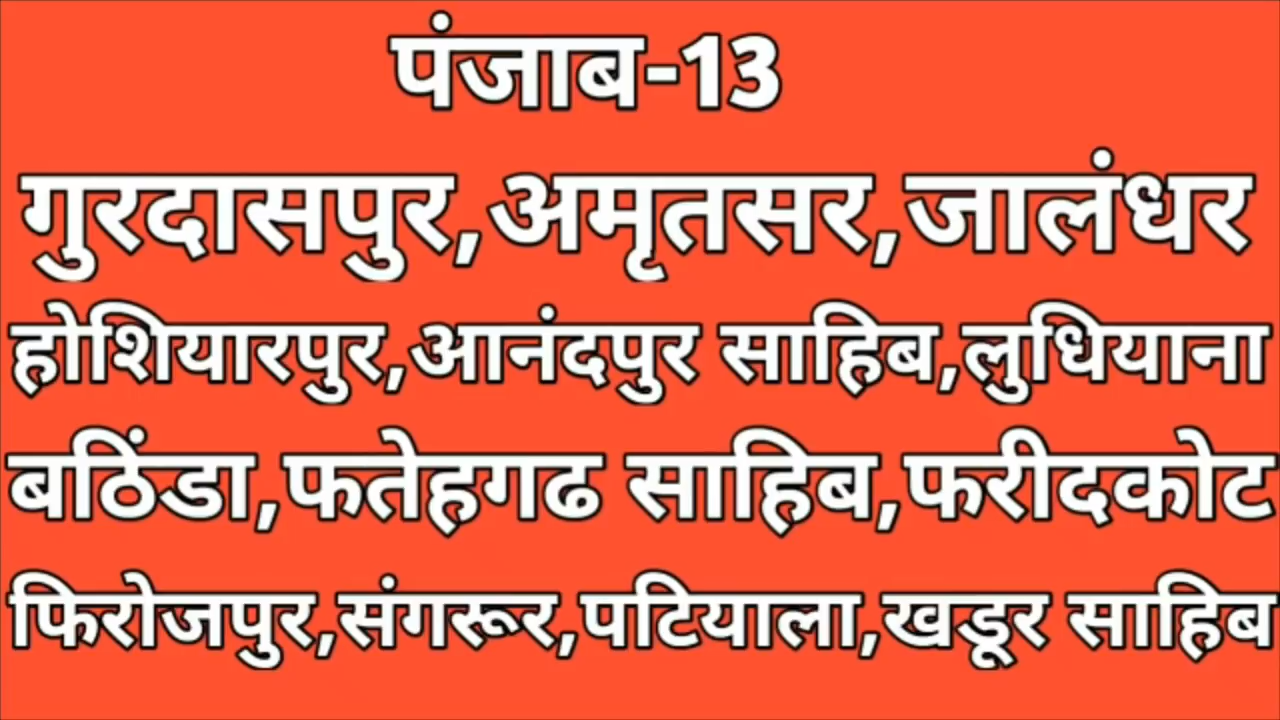 पंजाब-13
गुरदासपुर,अमृतसर,जालंधर
होशियारपुर,आनंदपुर साहिब,लुधियाना
बठिंडा,फतेहगढ साहिब,फरीदकोट
फिरोजपुर,संगरूर,पटियाला,खडूर साहिब